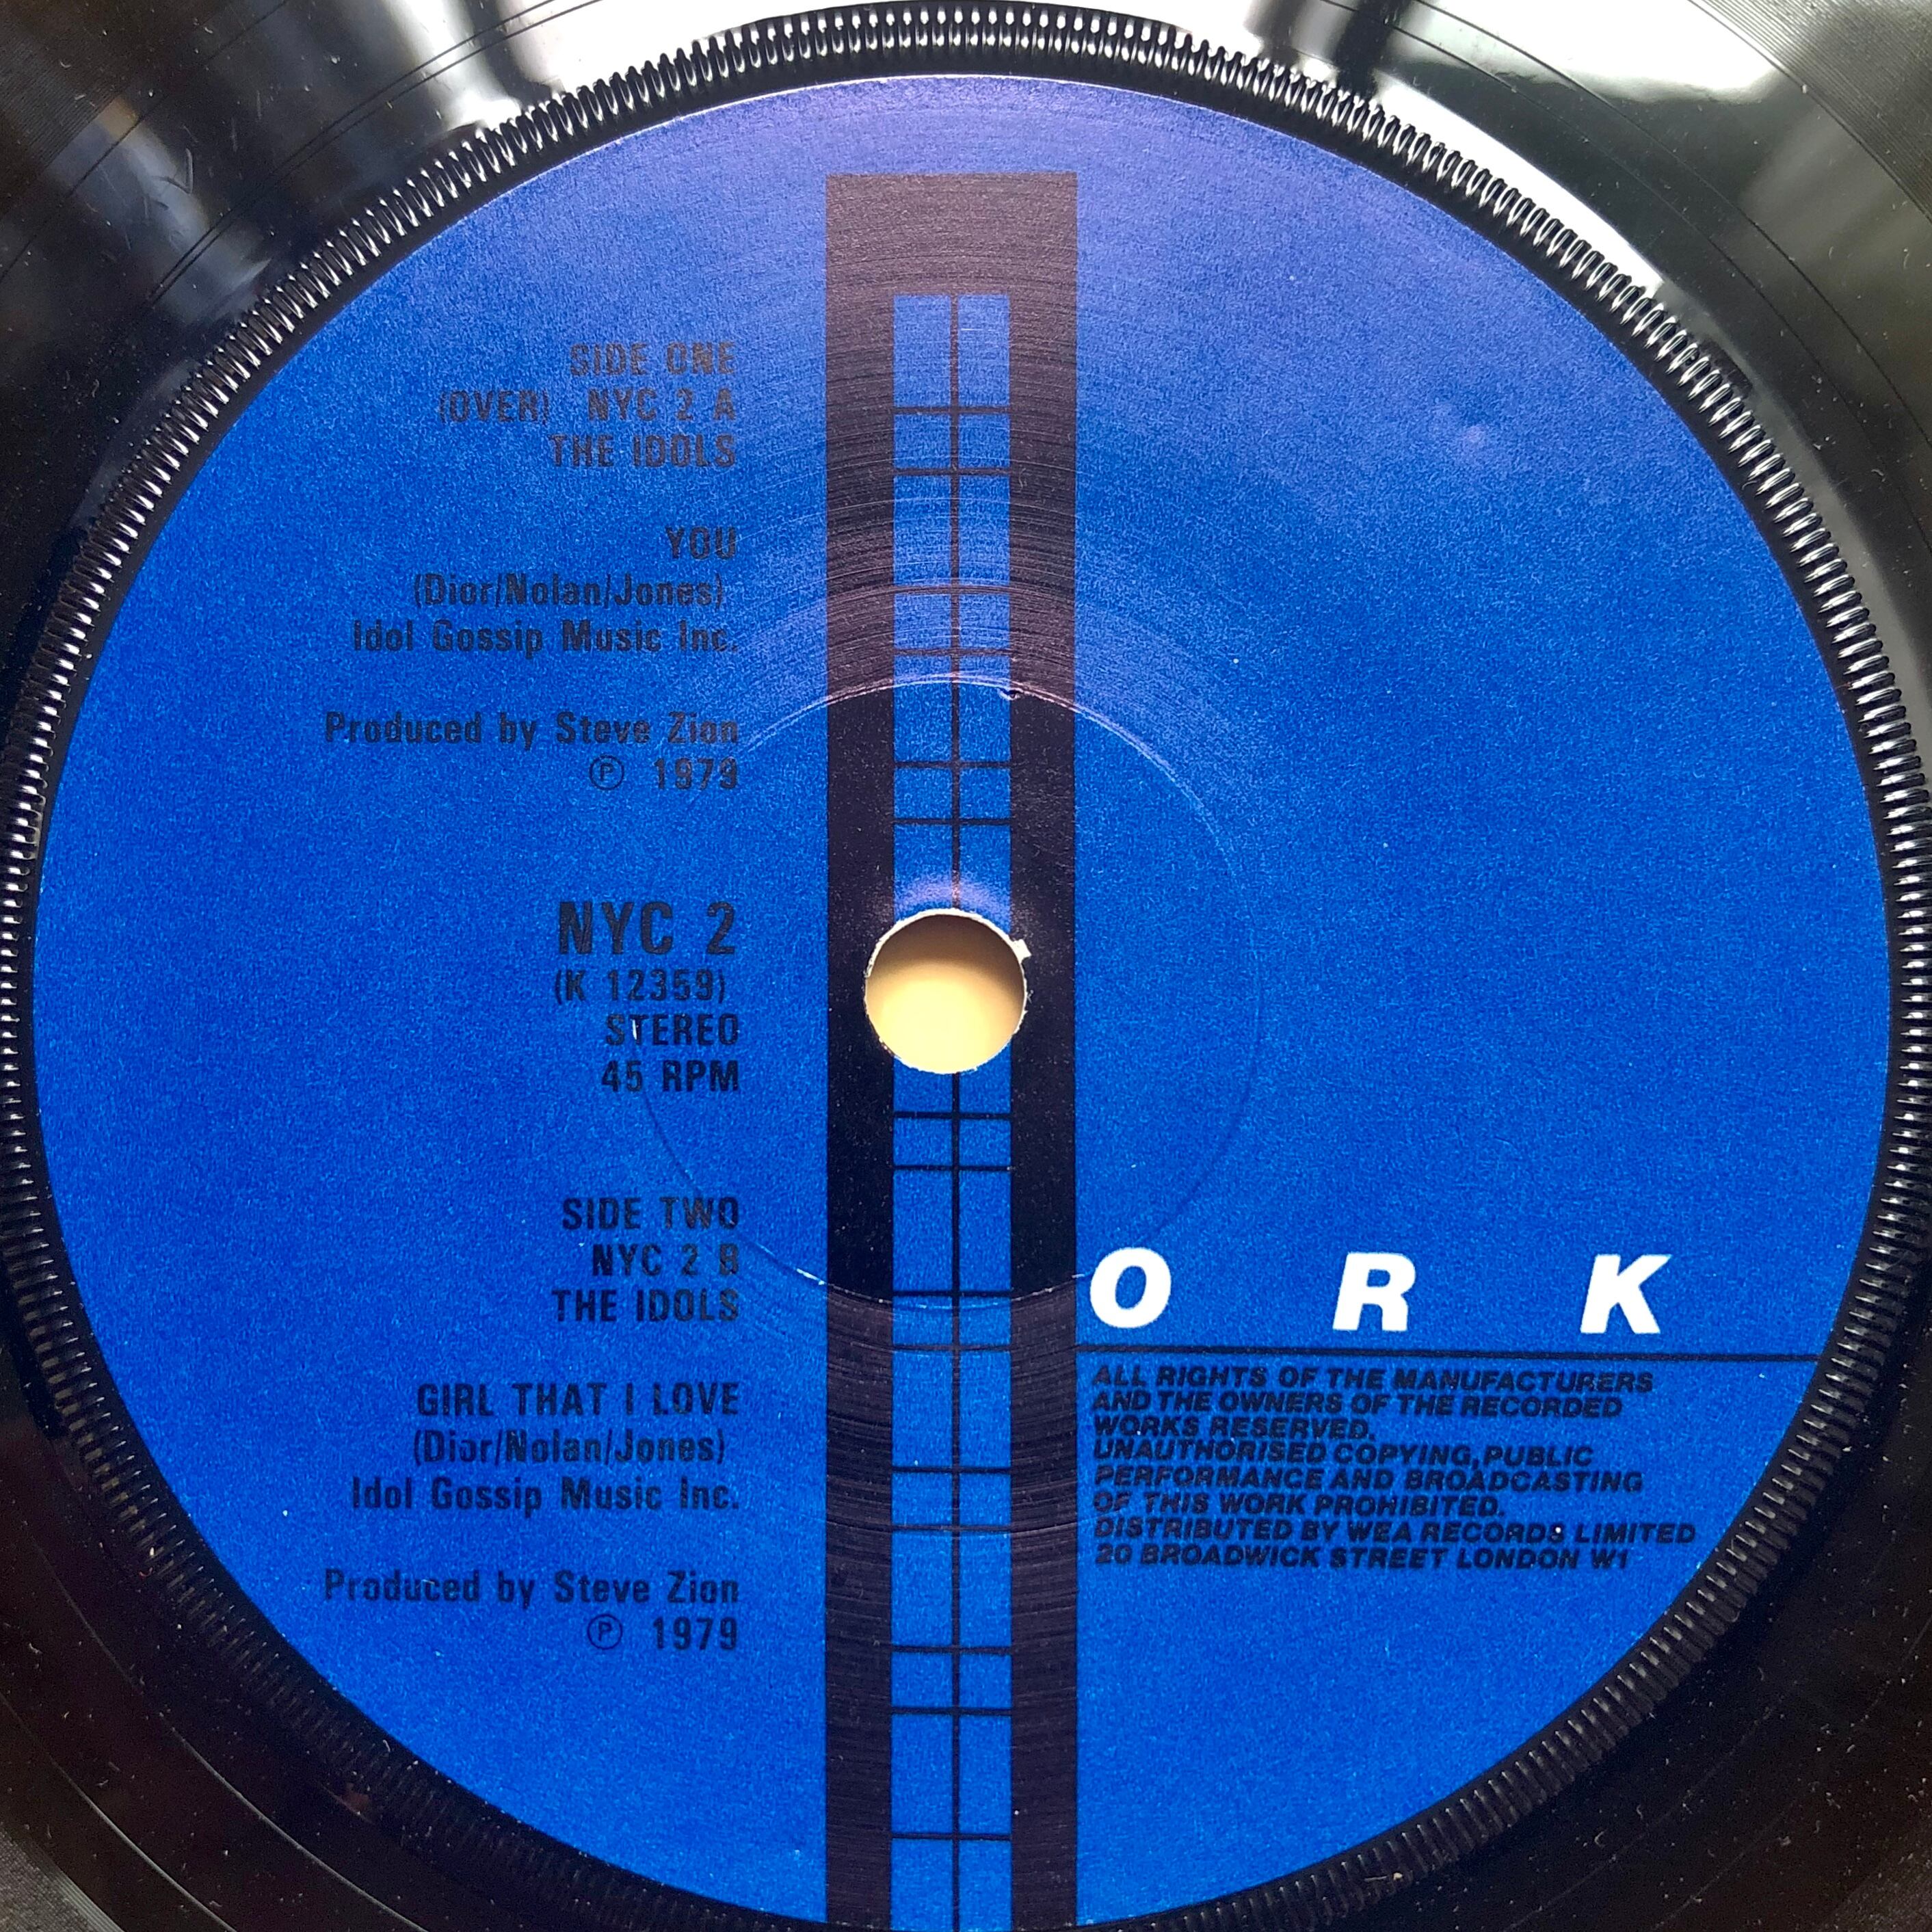 SIDE ONE
(OVER) NYC 2 A
THE IDOLS
YOU
(Dior/Nolan/Jones)
Idol Gossip Music Inc.
Produced by Steve Zion
℗ 1979
NYC 2
(K 12359)
STEREO
45 RPM
SIDE TWO
NYC 2 B
THE IDOLS
GIRL THAT I LOVE
(Dior/Nolan/Jones)
Idol Gossip Music Inc.
Produced by Steve Zion
℗ 1979
O R K
ALL RIGHTS OF THE MANUFACTURERS
AND THE OWNERS OF THE RECORDED
WORKS RESERVED.
UNAUTHORISED COPYING, PUBLIC
PERFORMANCE AND BROADCASTING
OF THIS WORK PROHIBITED.
DISTRIBUTED BY WEA RECORDS LIMITED
20 BROADWICK STREET LONDON W1